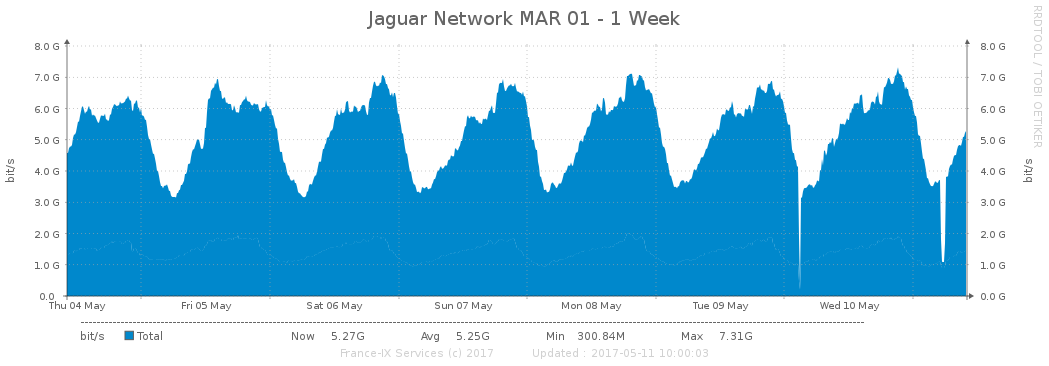 Jaguar Network MAR 01 - 1 Week
RRDTOOL / TOBI OETIKER
8.0 G 8.0 G
7.0 G 7.0 G
6.0 G 6.0 G
5.0 G 5.0 G
4.0 G 4.0 G
3.0 G 3.0 G
2.0 G 2.0 G
1.0 G 1.0 G
0.0 0.0 G
bit/s
bit/s
Thu 04 May Fri 05 May Sat 06 May Sun 07 May Mon 08 May Tue 09 May Wed 10 May
bit/s Total Now 5.27G Avg 5.25G Min 300.84M Max 7.31G
France-IX Services (c) 2017 Updated : 2017-05-11 10:00:03